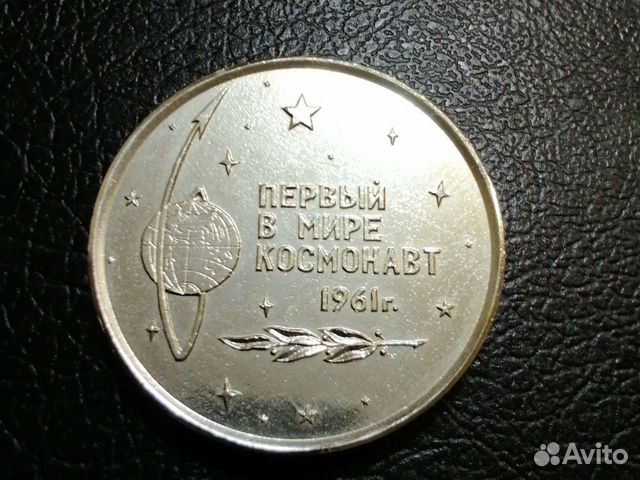 ПЕРВЫЙ
В МИРЕ
КОСМОНАВТ
1961г.
Avito